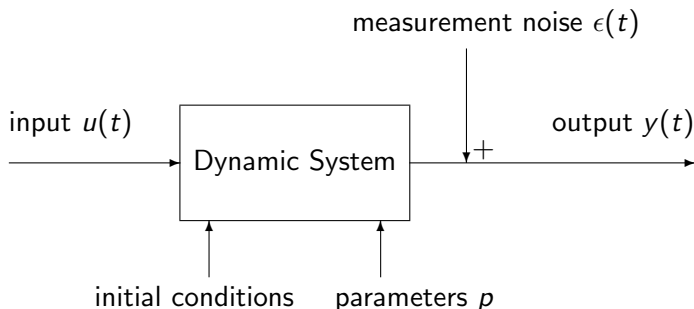 measurement noise ϵ(t)
input u(t)
output y(t)
+
Dynamic System
initial conditions
parameters p